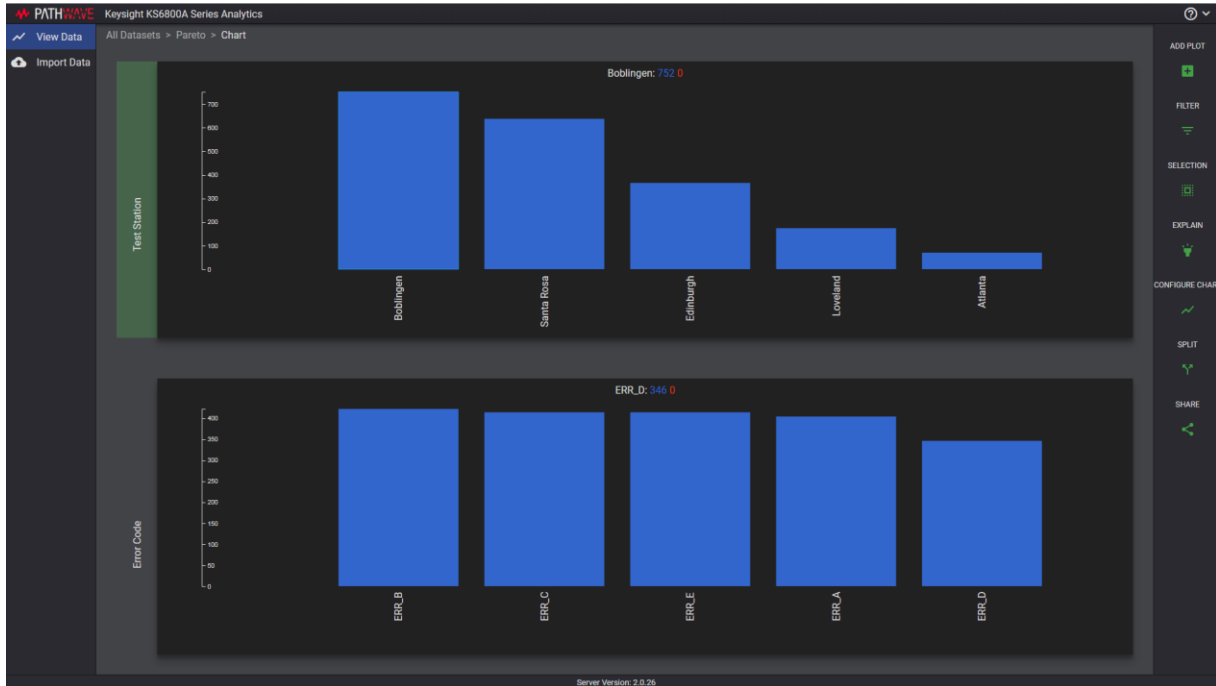 PATHWAVE Keysight KS6800A Series Analytics
View Data
Import Data
All Datasets > Pareto > Chart
Boblingen: 752 0
Test Station
700
600
500
400
300
200
100
0
Boblingen
Santa Rosa
Edinburgh
Loveland
Atlanta
ERR_D: 346 0
Error Code
400
350
300
250
200
150
100
50
0
ERR_B
ERR_C
ERR_E
ERR_A
ERR_D
ADD PLOT
FILTER
SELECTION
EXPLAIN
CONFIGURE CHAR
SPLIT
SHARE
Server Version: 2.0.26